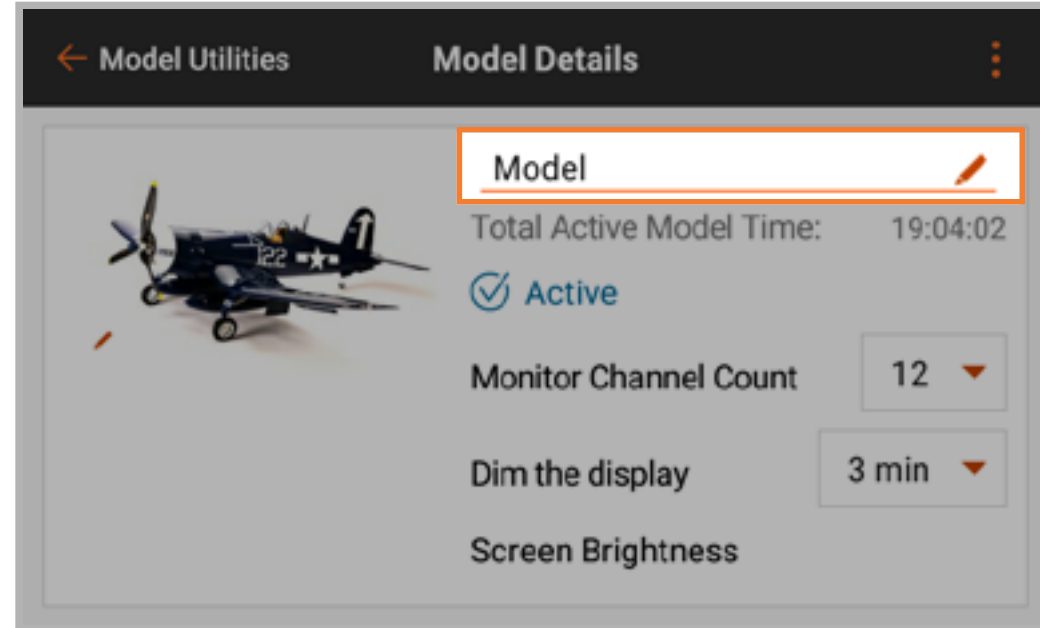 Model Utilities Model Details
Model
Total Active Model Time: 19:04:02
Active
Monitor Channel Count 12
Dim the display 3 min
Screen Brightness
122